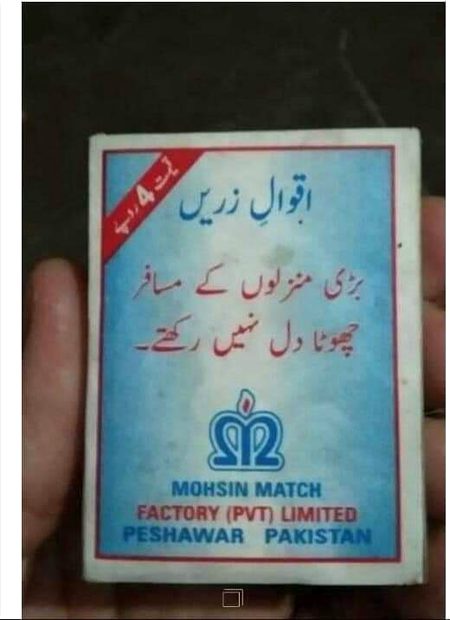 قیمت 4 روپے
اقوالِ زریں
بڑی منزلوں کے مسافر
چھوٹا دل نہیں رکھتے۔
MOHSIN MATCH
FACTORY (PVT) LIMITED
PESHAWAR PAKISTAN